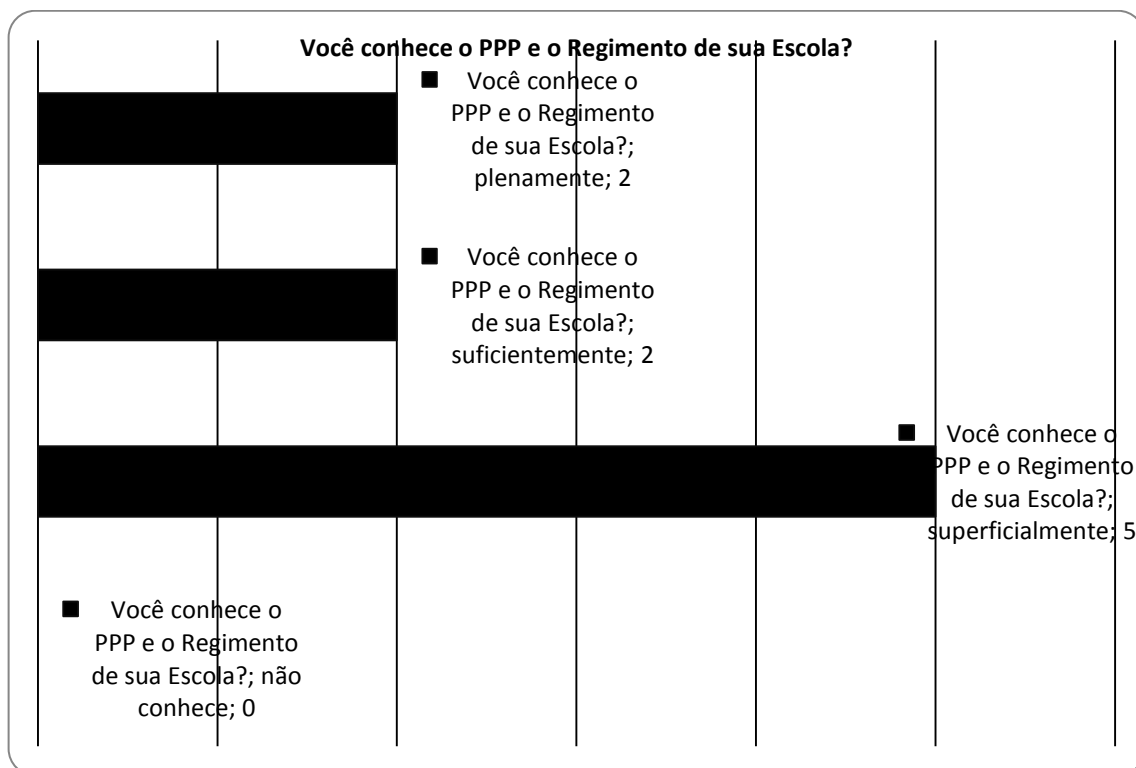 Você conhece o PPP e o Regimento de sua Escola?
Você conhece o
PPP e o Regimento
de sua Escola?;
plenamente; 2
Você conhece o
PPP e o Regimento
de sua Escola?;
suficientemente; 2
Você conhece o
PPP e o Regimento
de sua Escola?;
superficialmente; 5
Você conhece o
PPP e o Regimento
de sua Escola?; não
conhece; 0